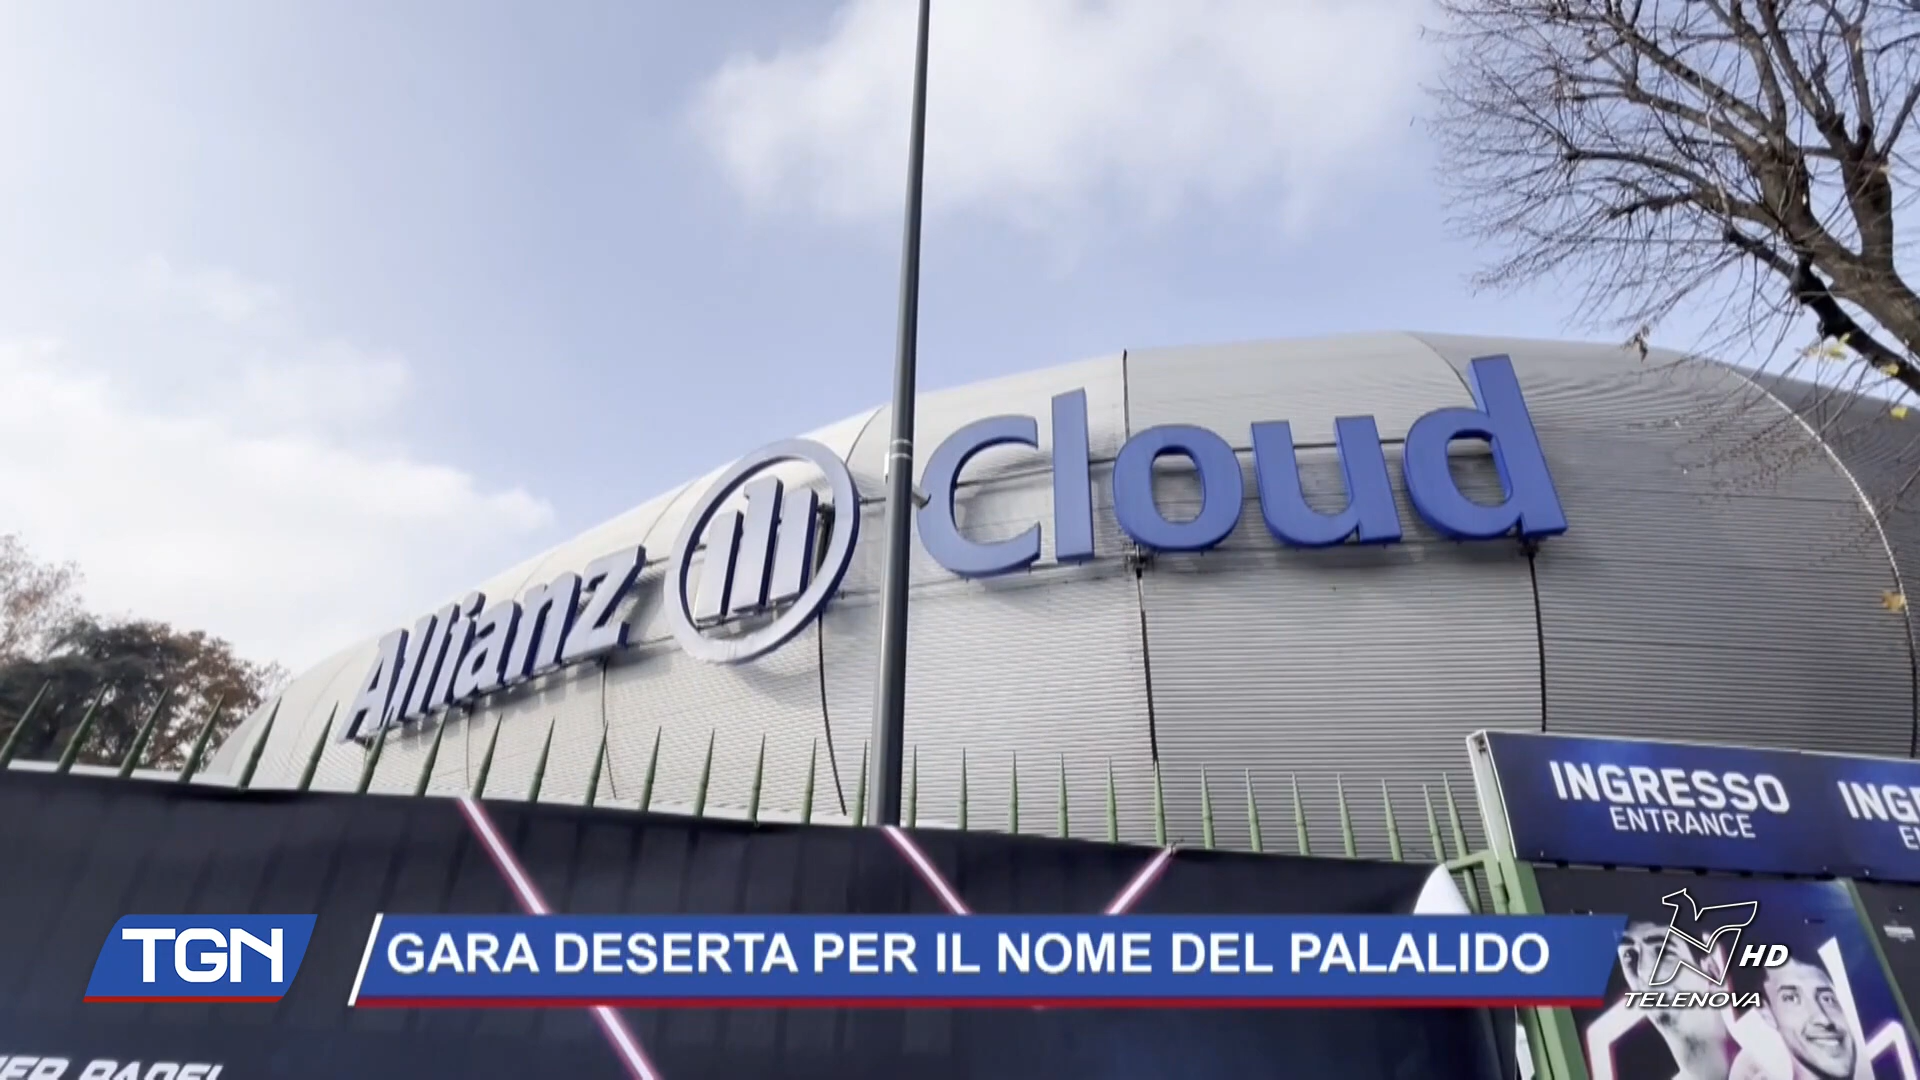 Allianz Cloud
INGRESSO
ENTRANCE
TGN
GARA DESERTA PER IL NOME DEL PALALIDO
HD
TELENOVA